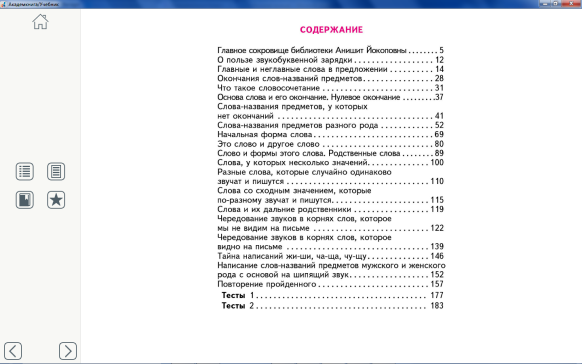 Академкнига/Учебник
СОДЕРЖАНИЕ
Главное сокровище библиотеки Анишит Йокоповны ........ 5
О пользе звукобуквенной зарядки .................. 12
Главные и неглавные слова в предложении .......... 14
Окончания слов-названий предметов................ 28
Что такое словосочетание ......................... 31
Основа слова и его окончание. Нулевое окончание .........37
Слова-названия предметов, у которых
нет окончаний ................................ 41
Слова-названия предметов разного рода ............ 52
Начальная форма слова........................... 69
Это слово и другое слово ......................... 80
Слово и формы этого слова. Родственные слова ........ 89
Слова, у которых несколько значений.............. 100
Разные слова, которые случайно одинаково
звучат и пишутся ................................ 110
Слова со сходным значением, которые
по-разному звучат и пишутся...................... 115
Слова и их дальние родственники ................. 119
Чередование звуков в корнях слов, которое
мы не видим на письме .......................... 122
Чередование звуков в корнях слов, которое
видно на письме ................................ 139
Тайна написаний жи-ши, ча-ща, чу-щу.............. 146
Написание слов-названий предметов мужского и женского
рода с основой на шипящий звук.................. 152
Повторение пройденного ......................... 157
Тесты 1 ...................................... 177
Тесты 2 ...................................... 183